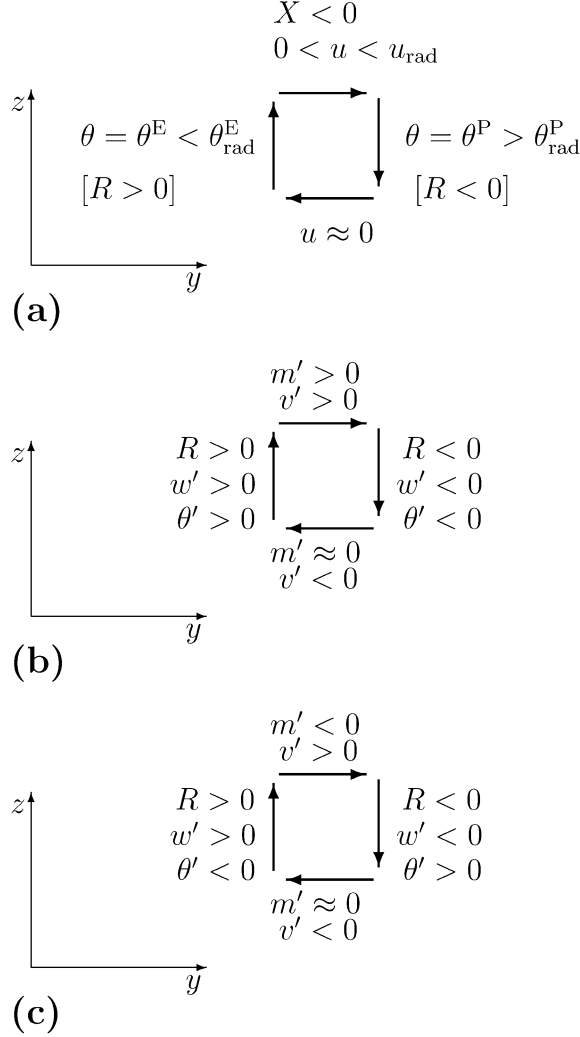 X < 0
0 < u < u_rad
z
θ = θ^E < θ^E_rad
θ = θ^P > θ^P_rad
[R > 0]
[R < 0]
u ≈ 0
y
(a)
m′ > 0
v′ > 0
z
R > 0
R < 0
w′ > 0
w′ < 0
θ′ > 0
θ′ < 0
m′ ≈ 0
v′ < 0
y
(b)
m′ < 0
v′ > 0
z
R > 0
R < 0
w′ > 0
w′ < 0
θ′ < 0
θ′ > 0
m′ ≈ 0
v′ < 0
y
(c)